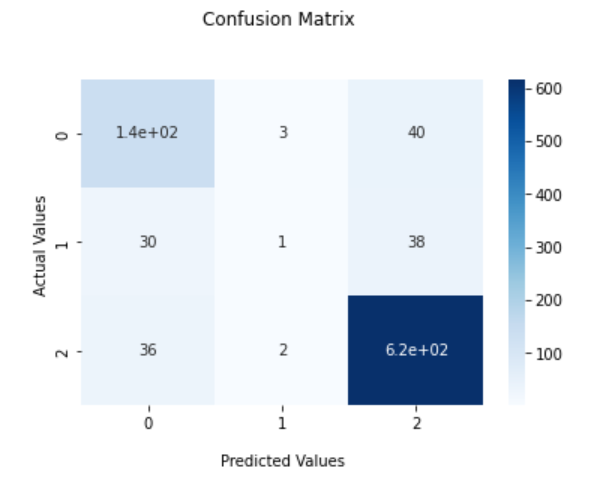 Confusion Matrix
600
0 1.4e+02 3 40
500
400
Actual Values
1 30 1 38
300
200
2 36 2 6.2e+02
100
0 1 2
Predicted Values